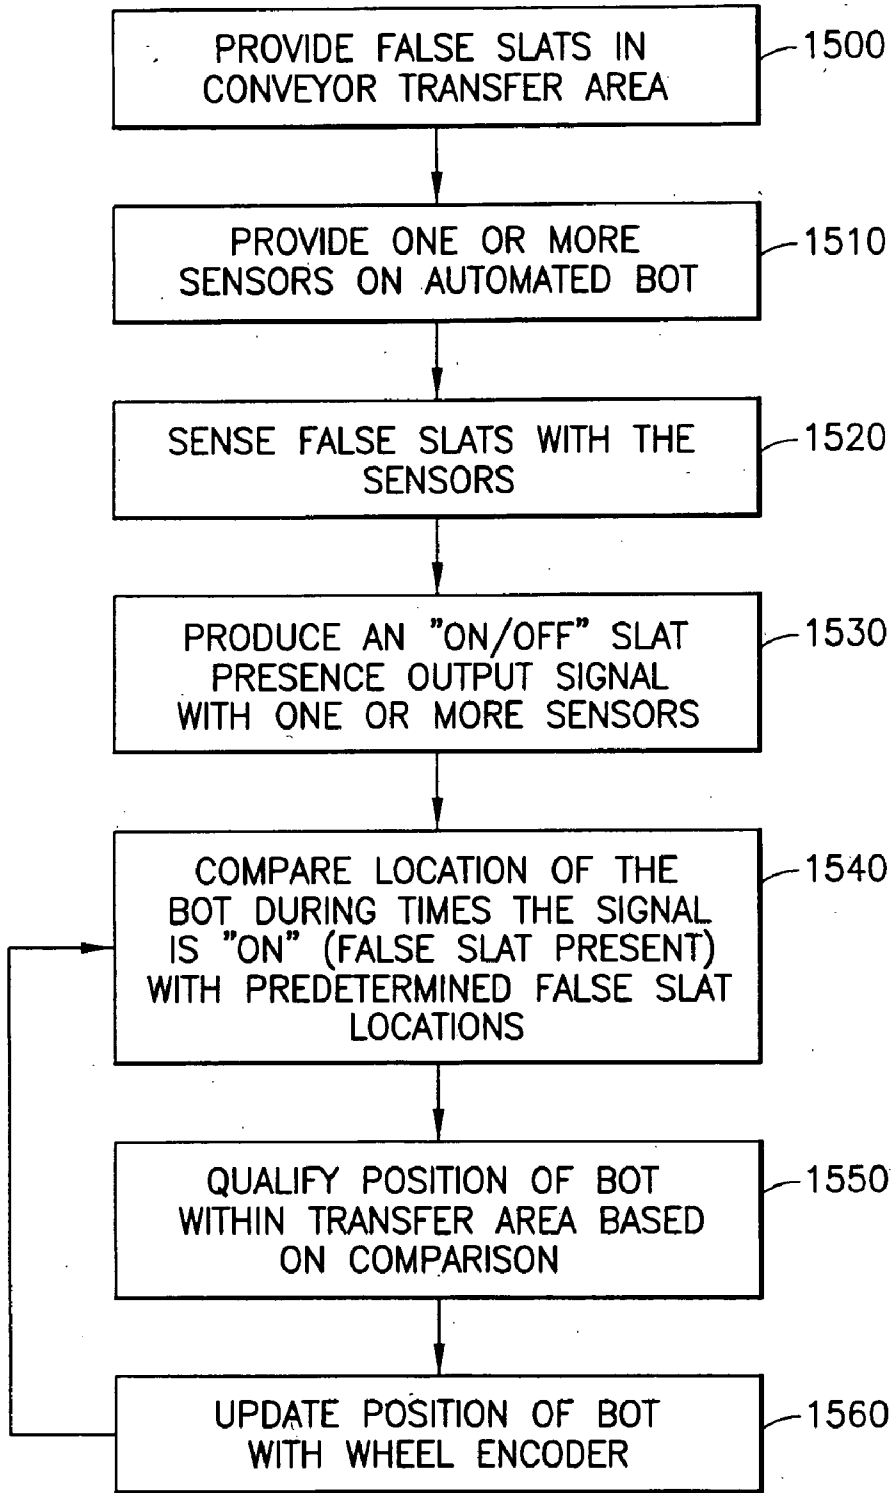 PROVIDE FALSE SLATS IN
CONVEYOR TRANSFER AREA
1500
PROVIDE ONE OR MORE
SENSORS ON AUTOMATED BOT
1510
SENSE FALSE SLATS WITH THE
SENSORS
1520
PRODUCE AN "ON/OFF" SLAT
PRESENCE OUTPUT SIGNAL
WITH ONE OR MORE SENSORS
1530
COMPARE LOCATION OF THE
BOT DURING TIMES THE SIGNAL
IS "ON" (FALSE SLAT PRESENT)
WITH PREDETERMINED FALSE SLAT
LOCATIONS
1540
QUALIFY POSITION OF BOT
WITHIN TRANSFER AREA BASED
ON COMPARISON
1550
UPDATE POSITION OF BOT
WITH WHEEL ENCODER
1560